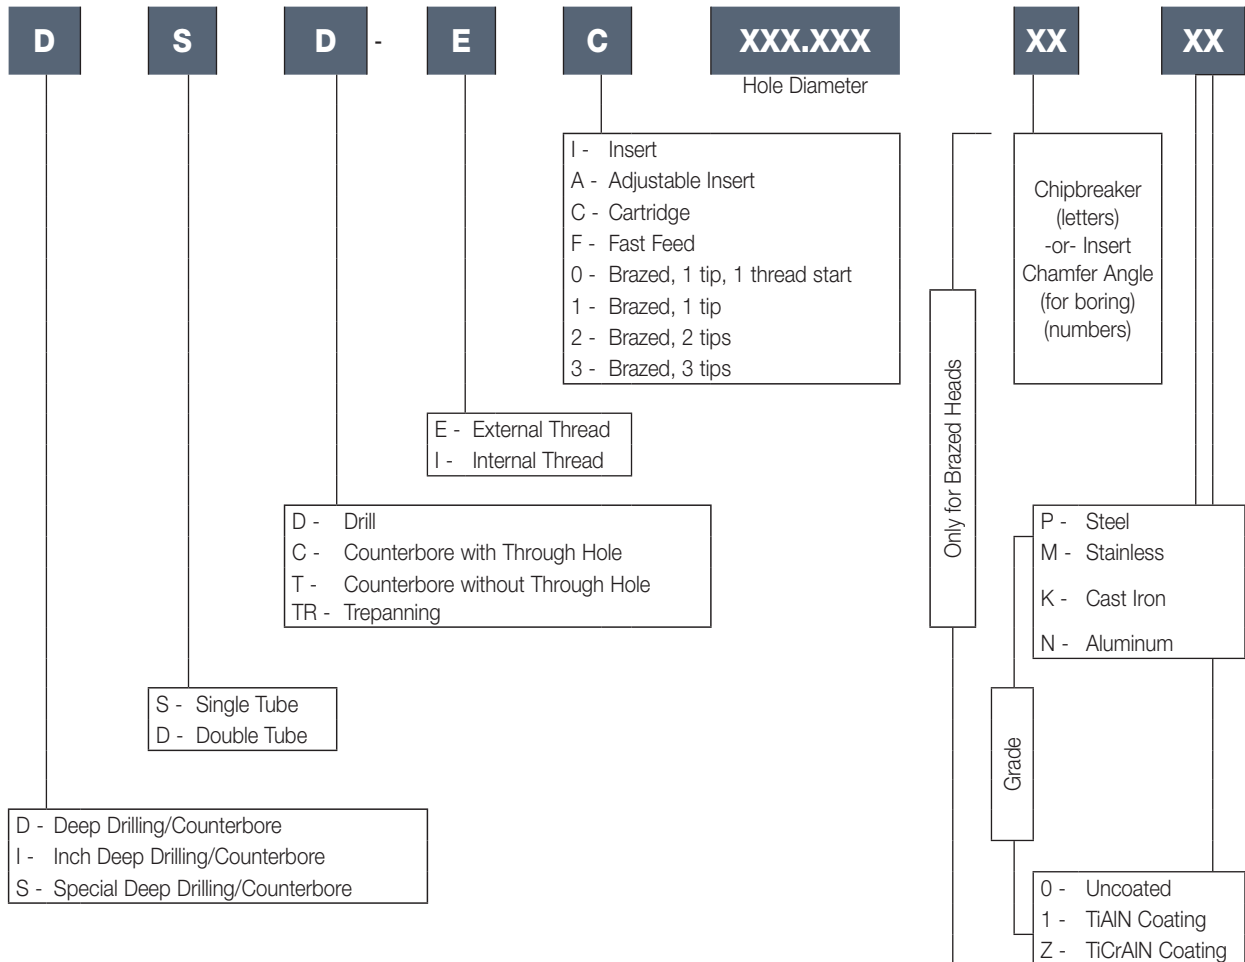 D S D - E C XXX.XXX XX XX
Hole Diameter
I - Insert
A - Adjustable Insert
C - Cartridge
F - Fast Feed
0 - Brazed, 1 tip, 1 thread start
1 - Brazed, 1 tip
2 - Brazed, 2 tips
3 - Brazed, 3 tips
Chipbreaker
(letters)
-or- Insert
Chamfer Angle
(for boring)
(numbers)
Only for Brazed Heads
E - External Thread
I - Internal Thread
D - Drill
C - Counterbore with Through Hole
T - Counterbore without Through Hole
TR - Trepanning
P - Steel
M - Stainless
K - Cast Iron
N - Aluminum
S - Single Tube
D - Double Tube
Grade
D - Deep Drilling/Counterbore
I - Inch Deep Drilling/Counterbore
S - Special Deep Drilling/Counterbore
0 - Uncoated
1 - TiAlN Coating
Z - TiCrAlN Coating